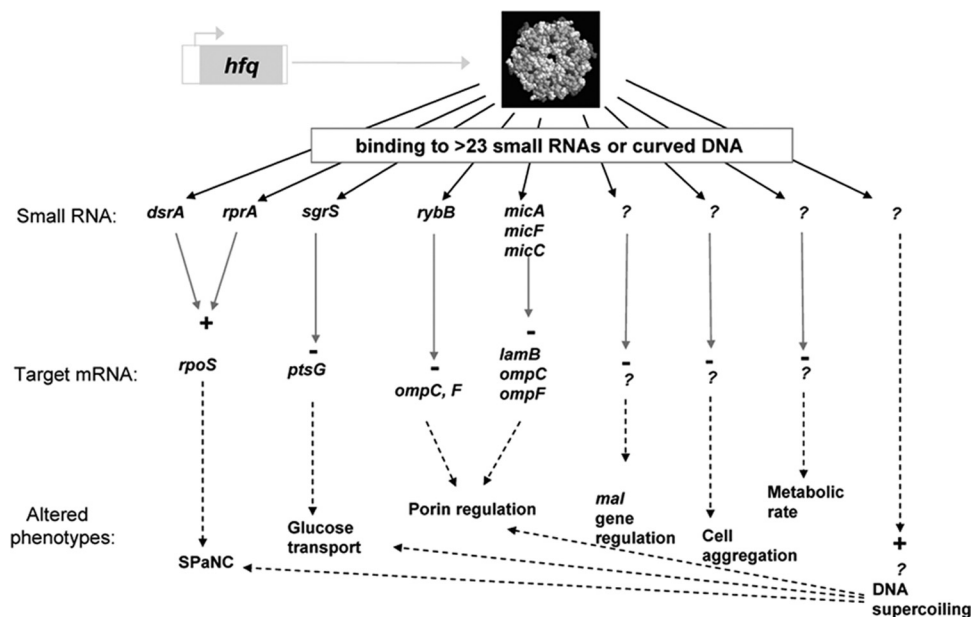 hfq
binding to >23 small RNAs or curved DNA
Small RNA: dsrA rprA sgrS rybB micA ? ? ? ?
micF
micC
+ - - - - - -
Target mRNA: rpoS ptsG ompC, F lamB ? ? ?
ompC
ompF
Altered
phenotypes:
SPaNC
Glucose
transport
Porin regulation
mal
gene
regulation
Cell
aggregation
Metabolic
rate
+
?
DNA
supercoiling